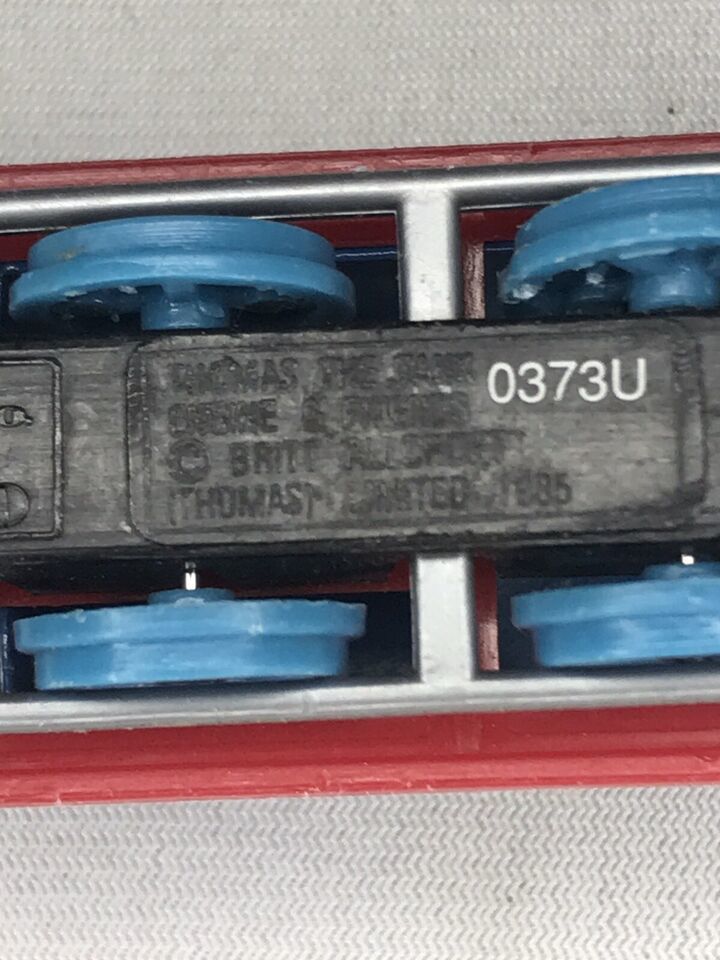 THOMAS THE TANK
ENGINE & FRIENDS
© BRITT ALLCROFT
(THOMAS) LIMITED 1985
0373U